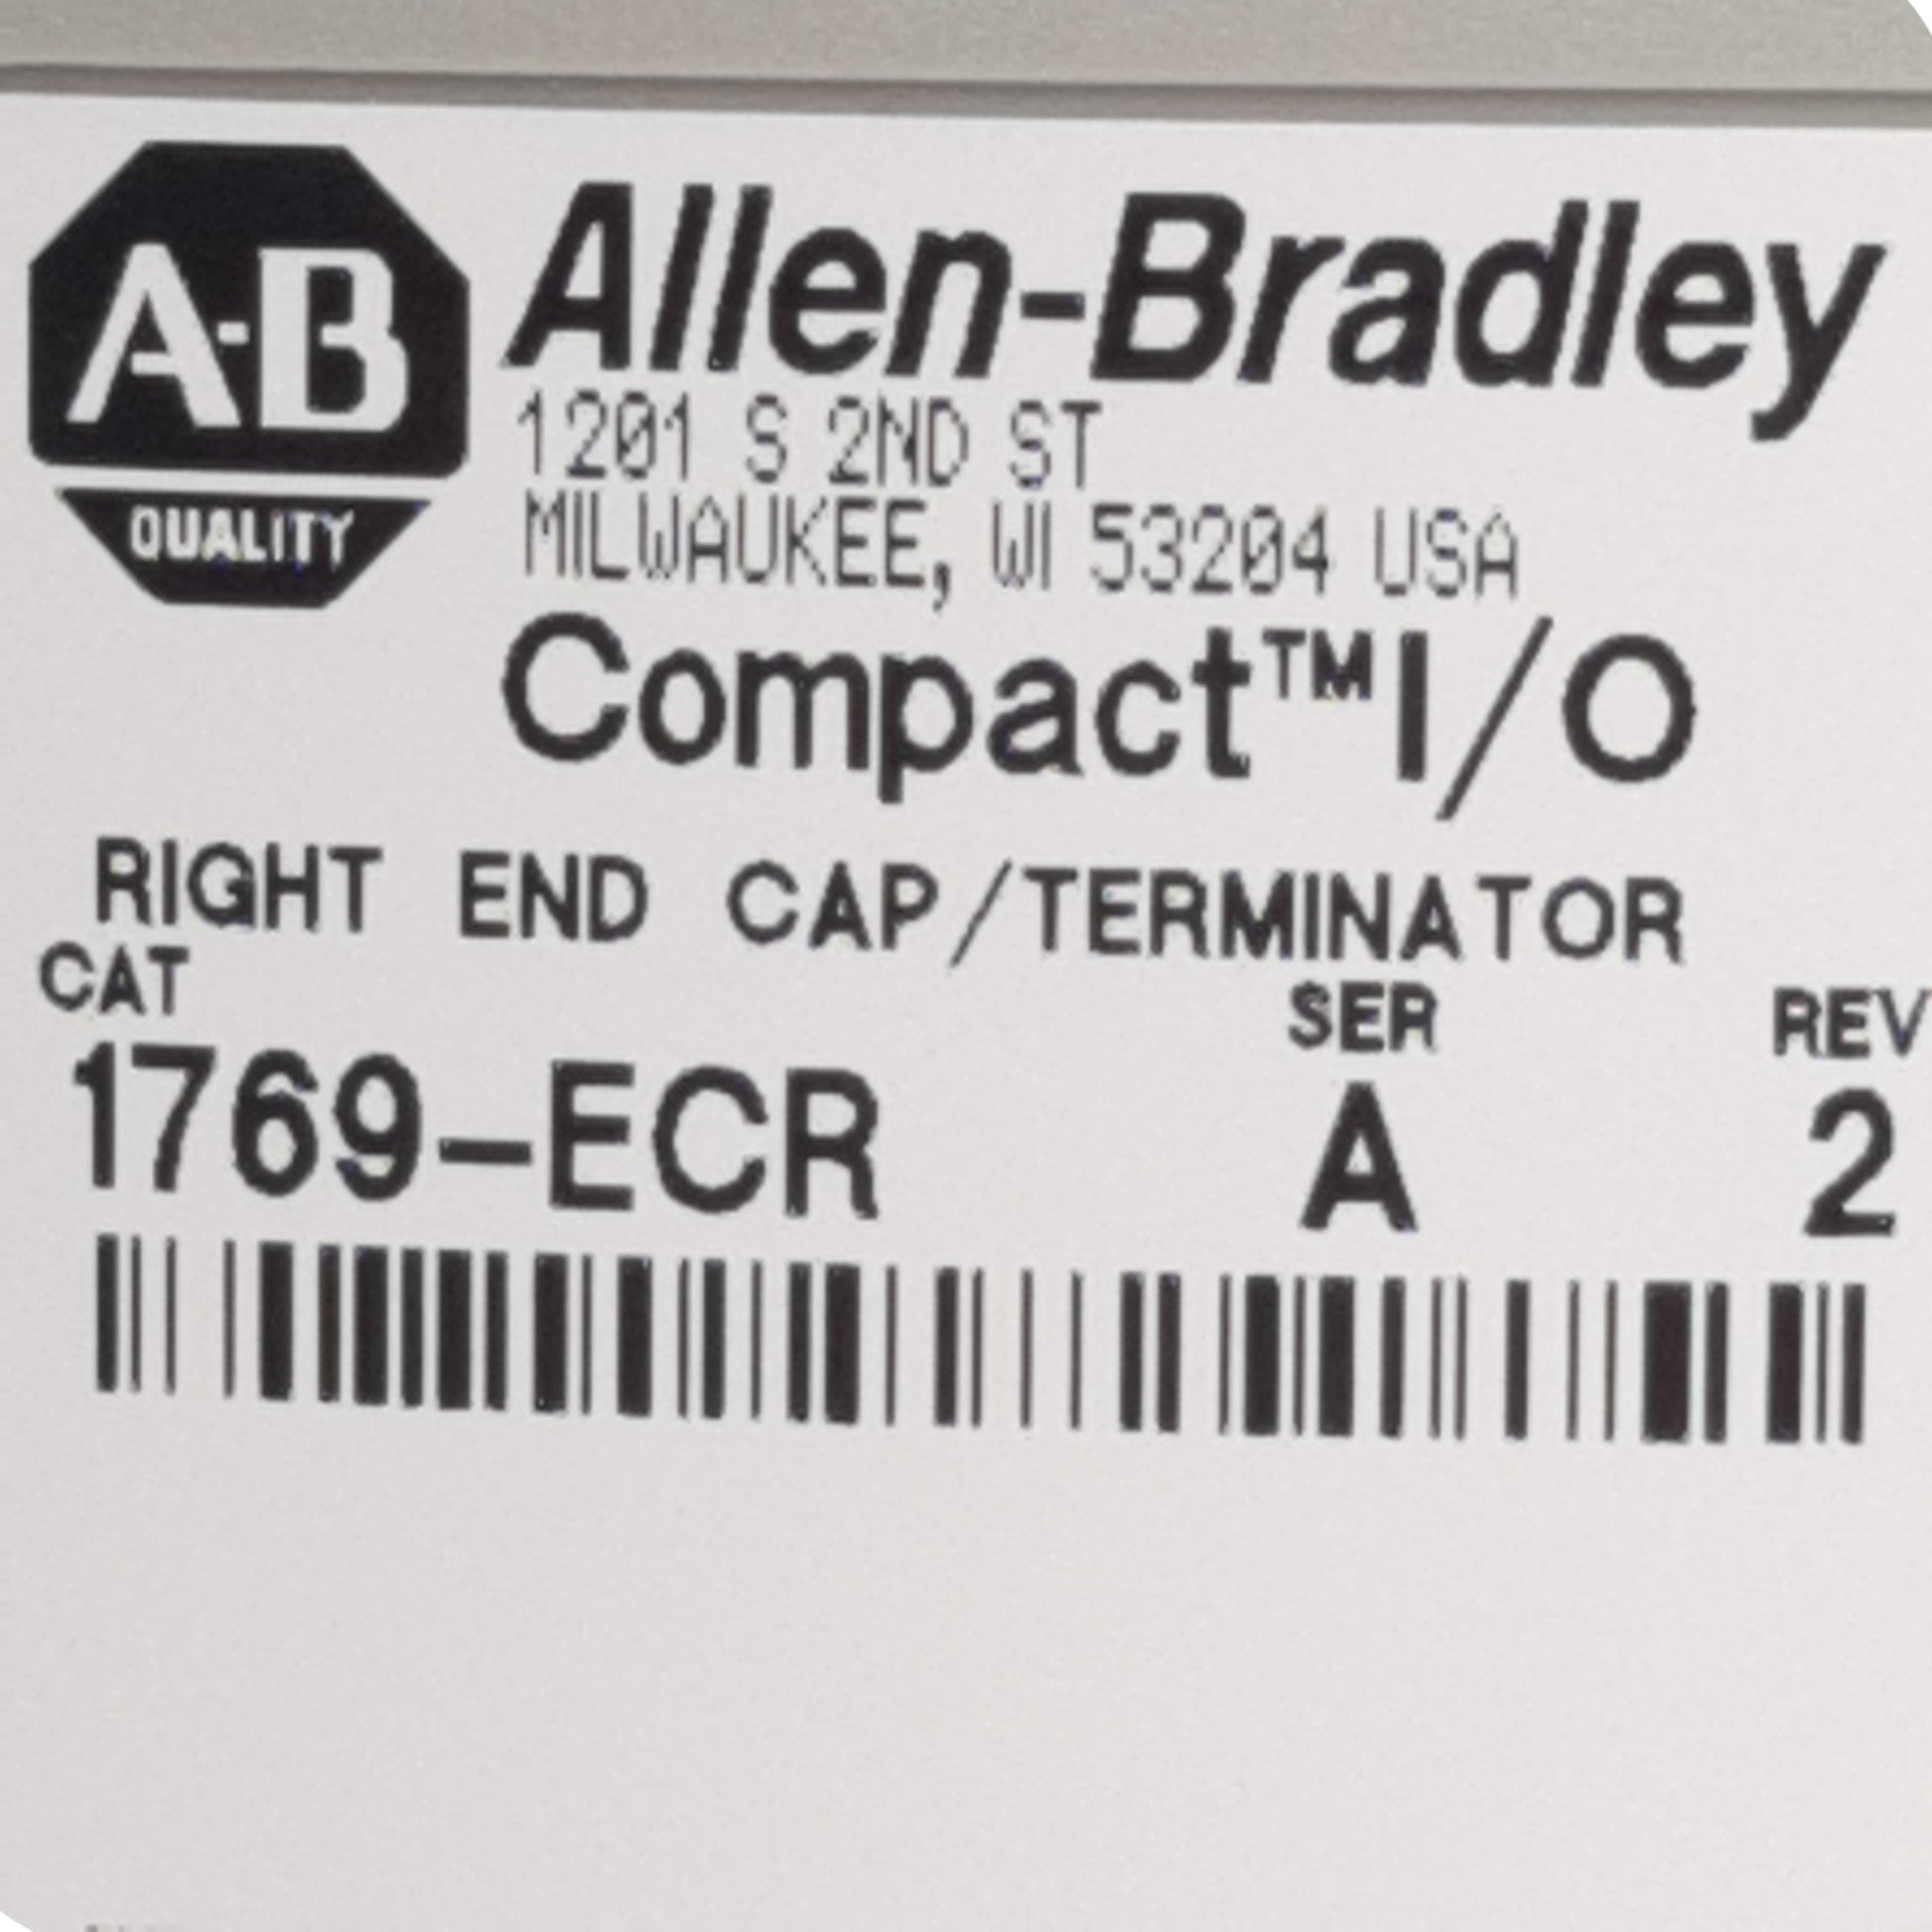 A-B
QUALITY
Allen-Bradley
1201 S 2ND ST
MILWAUKEE, WI 53204 USA
Compact™ I/O
RIGHT END CAP/TERMINATOR
CAT SER REV
1769-ECR A 2